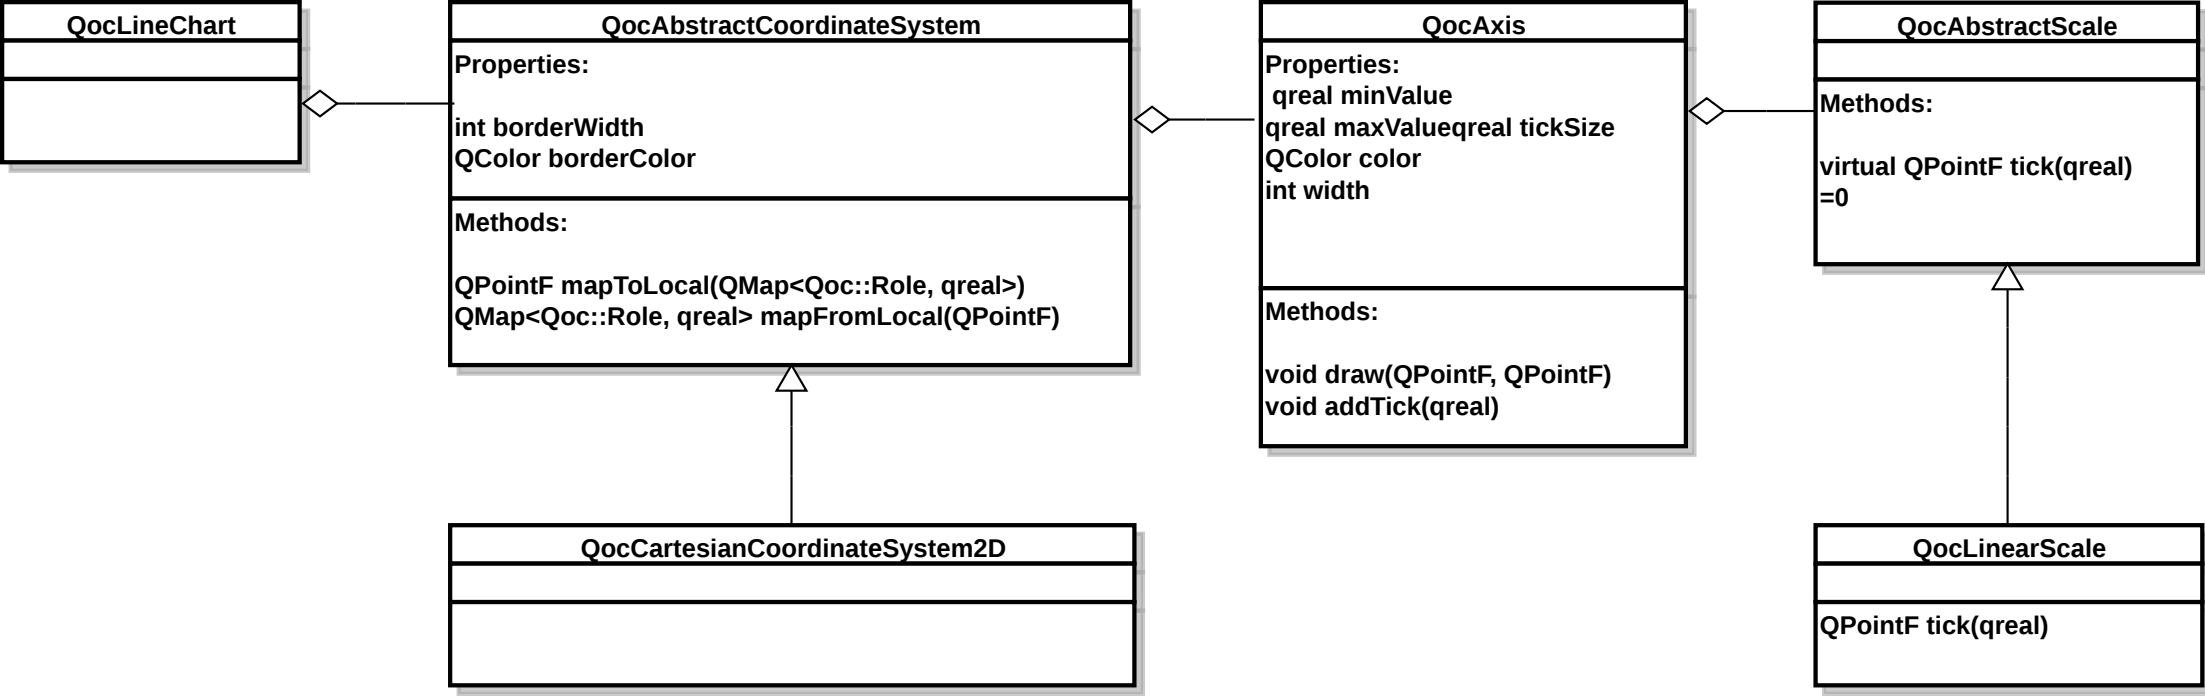 QocLineChart
QocAbstractCoordinateSystem
Properties:
int borderWidth
QColor borderColor
Methods:
QPointF mapToLocal(QMap<Qoc::Role, qreal>)
QMap<Qoc::Role, qreal> mapFromLocal(QPointF)
QocAxis
Properties:
qreal minValue
qreal maxValueqreal tickSize
QColor color
int width
Methods:
void draw(QPointF, QPointF)
void addTick(qreal)
QocAbstractScale
Methods:
virtual QPointF tick(qreal)
=0
QocCartesianCoordinateSystem2D
QocLinearScale
QPointF tick(qreal)